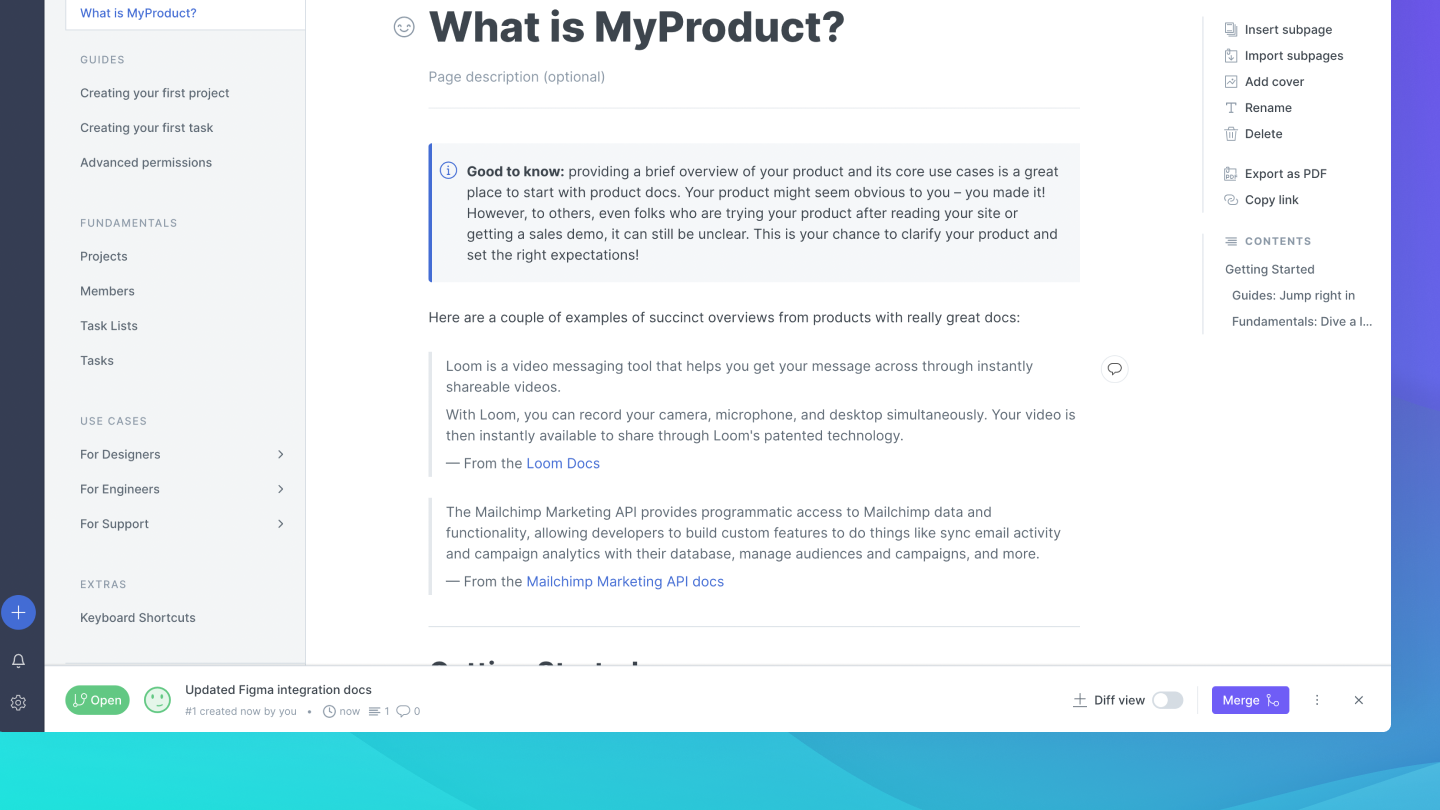 What is MyProduct?
GUIDES
Creating your first project
Creating your first task
Advanced permissions
FUNDAMENTALS
Projects
Members
Task Lists
Tasks
USE CASES
For Designers
For Engineers
For Support
EXTRAS
Keyboard Shortcuts
What is MyProduct?
Page description (optional)
Good to know: providing a brief overview of your product and its core use cases is a great
place to start with product docs. Your product might seem obvious to you – you made it!
However, to others, even folks who are trying your product after reading your site or
getting a sales demo, it can still be unclear. This is your chance to clarify your product and
set the right expectations!
Here are a couple of examples of succinct overviews from products with really great docs:
Loom is a video messaging tool that helps you get your message across through instantly
shareable videos.
With Loom, you can record your camera, microphone, and desktop simultaneously. Your video is
then instantly available to share through Loom's patented technology.
— From the Loom Docs
The Mailchimp Marketing API provides programmatic access to Mailchimp data and
functionality, allowing developers to build custom features to do things like sync email activity
and campaign analytics with their database, manage audiences and campaigns, and more.
— From the Mailchimp Marketing API docs
Getting Started
Insert subpage
Import subpages
Add cover
Rename
Delete
Export as PDF
Copy link
CONTENTS
Getting Started
Guides: Jump right in
Fundamentals: Dive a l...
Open
Updated Figma integration docs
#1 created now by you • now 1 0
Diff view
Merge